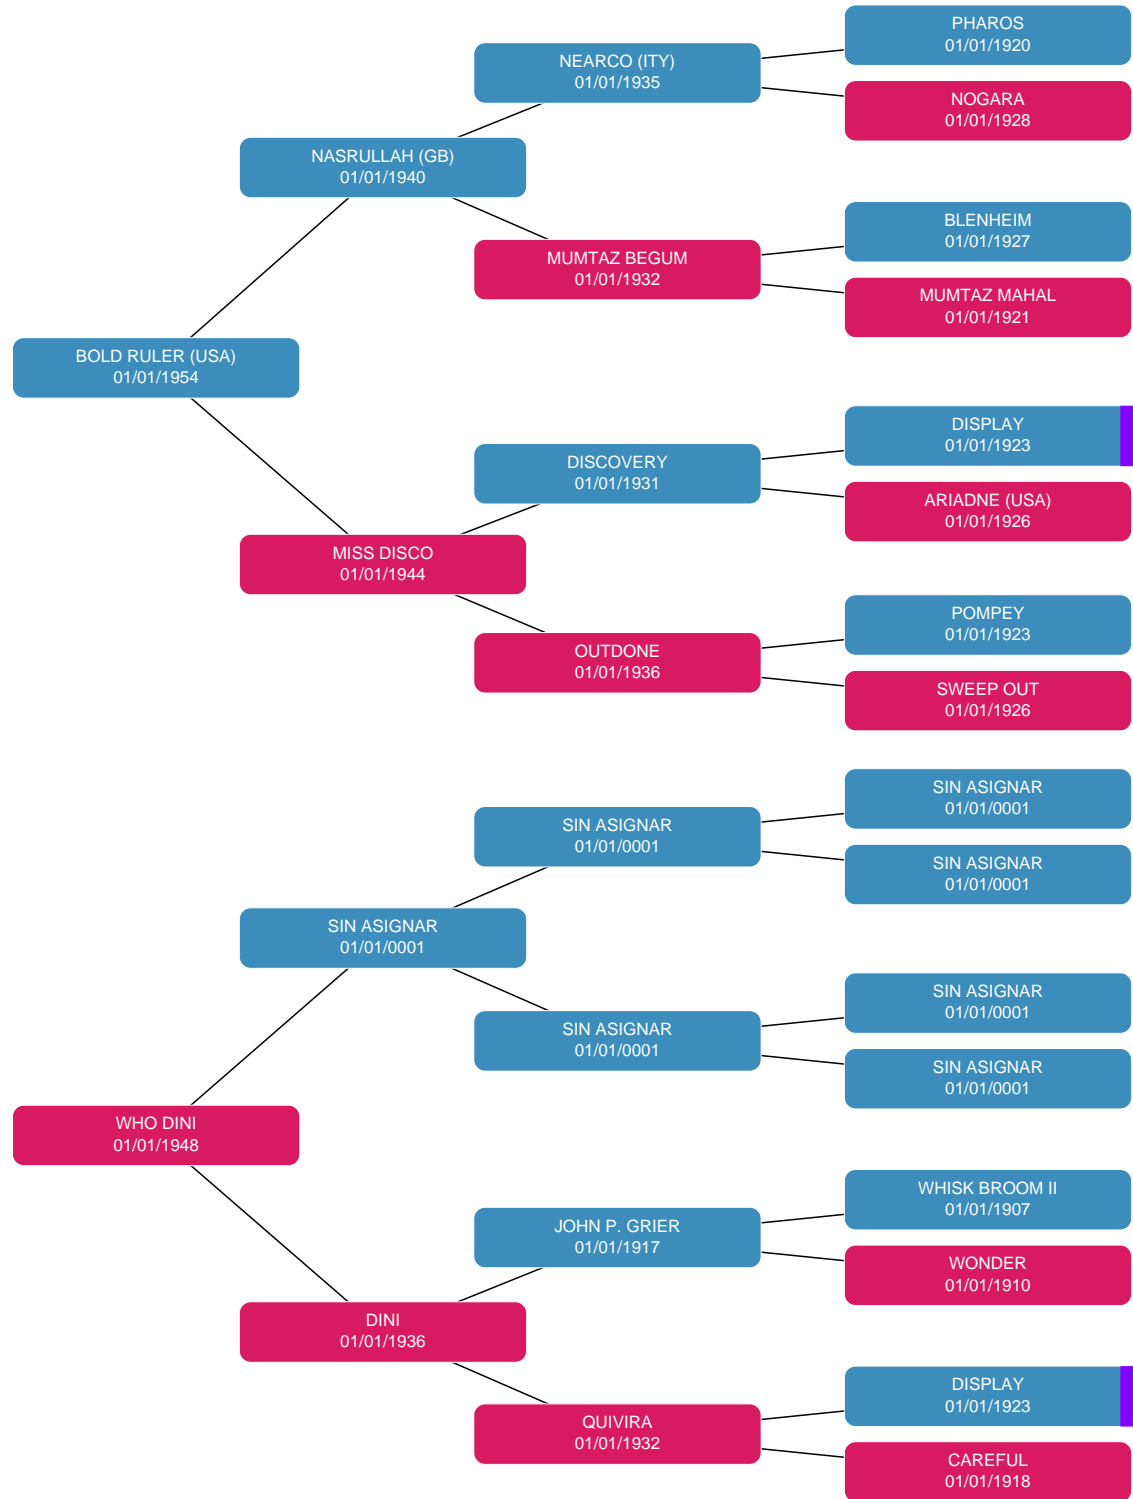 PHAROS
01/01/1920
NEARCO (ITY)
01/01/1935
NOGARA
01/01/1928
NASRULLAH (GB)
01/01/1940
BLENHEIM
01/01/1927
MUMTAZ BEGUM
01/01/1932
MUMTAZ MAHAL
01/01/1921
BOLD RULER (USA)
01/01/1954
DISPLAY
01/01/1923
DISCOVERY
01/01/1931
ARIADNE (USA)
01/01/1926
MISS DISCO
01/01/1944
POMPEY
01/01/1923
OUTDONE
01/01/1936
SWEEP OUT
01/01/1926
SIN ASIGNAR
01/01/0001
SIN ASIGNAR
01/01/0001
SIN ASIGNAR
01/01/0001
SIN ASIGNAR
01/01/0001
SIN ASIGNAR
01/01/0001
SIN ASIGNAR
01/01/0001
SIN ASIGNAR
01/01/0001
WHO DINI
01/01/1948
WHISK BROOM II
01/01/1907
JOHN P. GRIER
01/01/1917
WONDER
01/01/1910
DINI
01/01/1936
DISPLAY
01/01/1923
QUIVIRA
01/01/1932
CAREFUL
01/01/1918